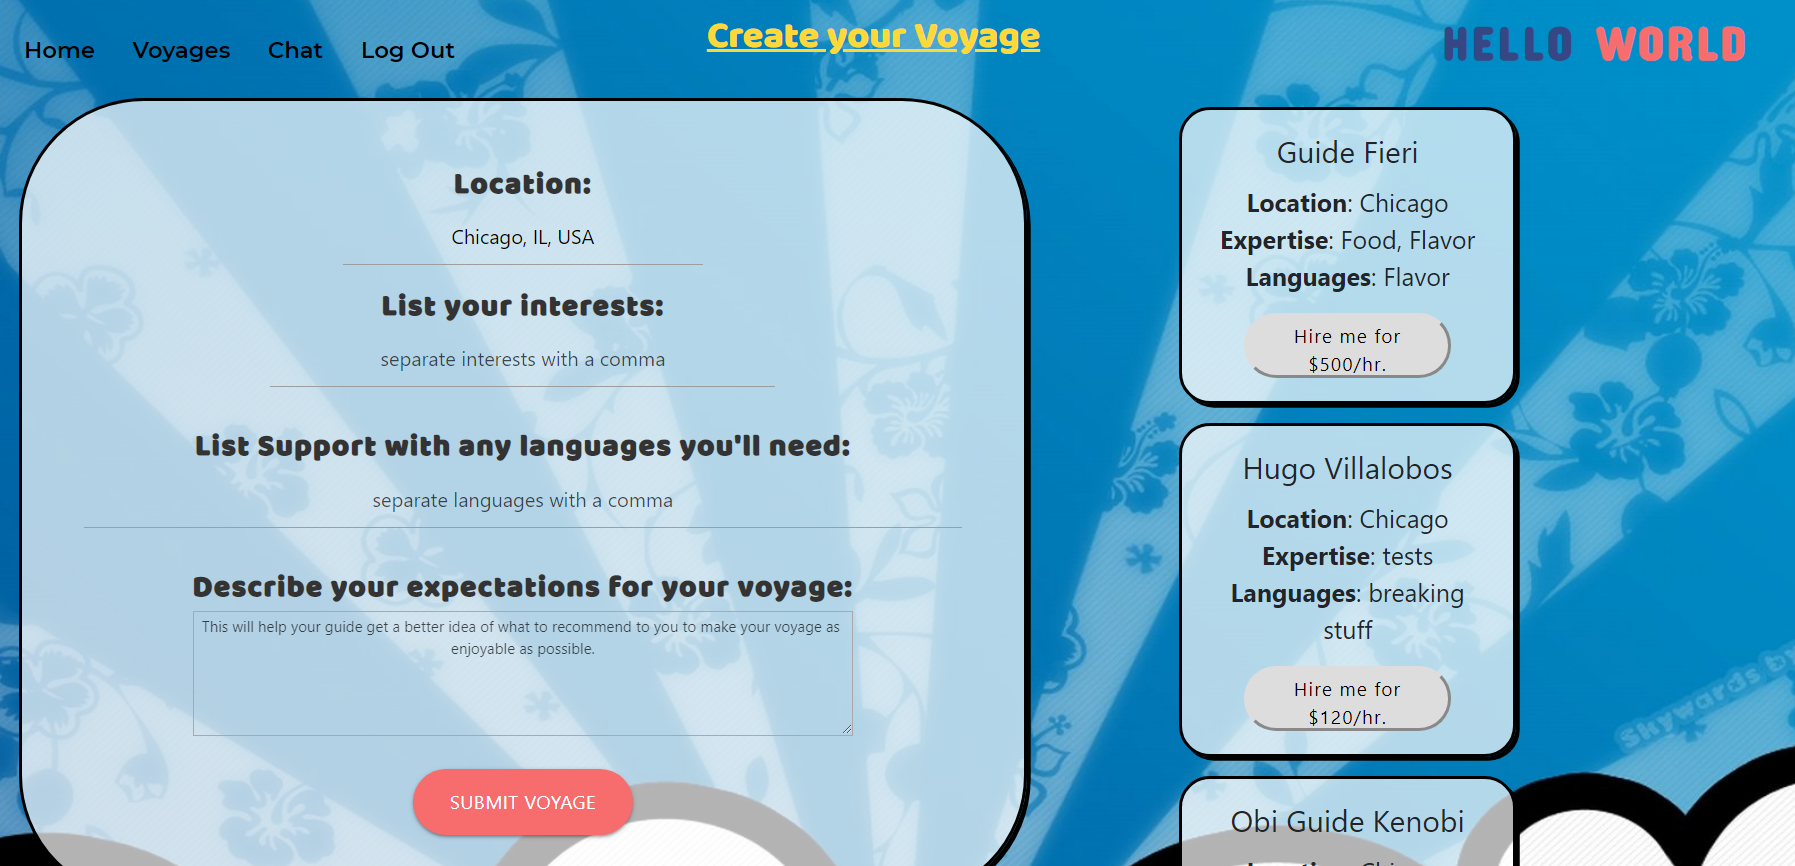 Home Voyages Chat Log Out
Create your Voyage
HELLO WORLD
Location:
Chicago, IL, USA
List your interests:
separate interests with a comma
List Support with any languages you'll need:
separate languages with a comma
Describe your expectations for your voyage:
This will help your guide get a better idea of what to recommend to you to make your voyage as
enjoyable as possible.
SUBMIT VOYAGE
Guide Fieri
Location: Chicago
Expertise: Food, Flavor
Languages: Flavor
Hire me for
$500/hr.
Hugo Villalobos
Location: Chicago
Expertise: tests
Languages: breaking
stuff
Hire me for
$120/hr.
Obi Guide Kenobi
Skywards